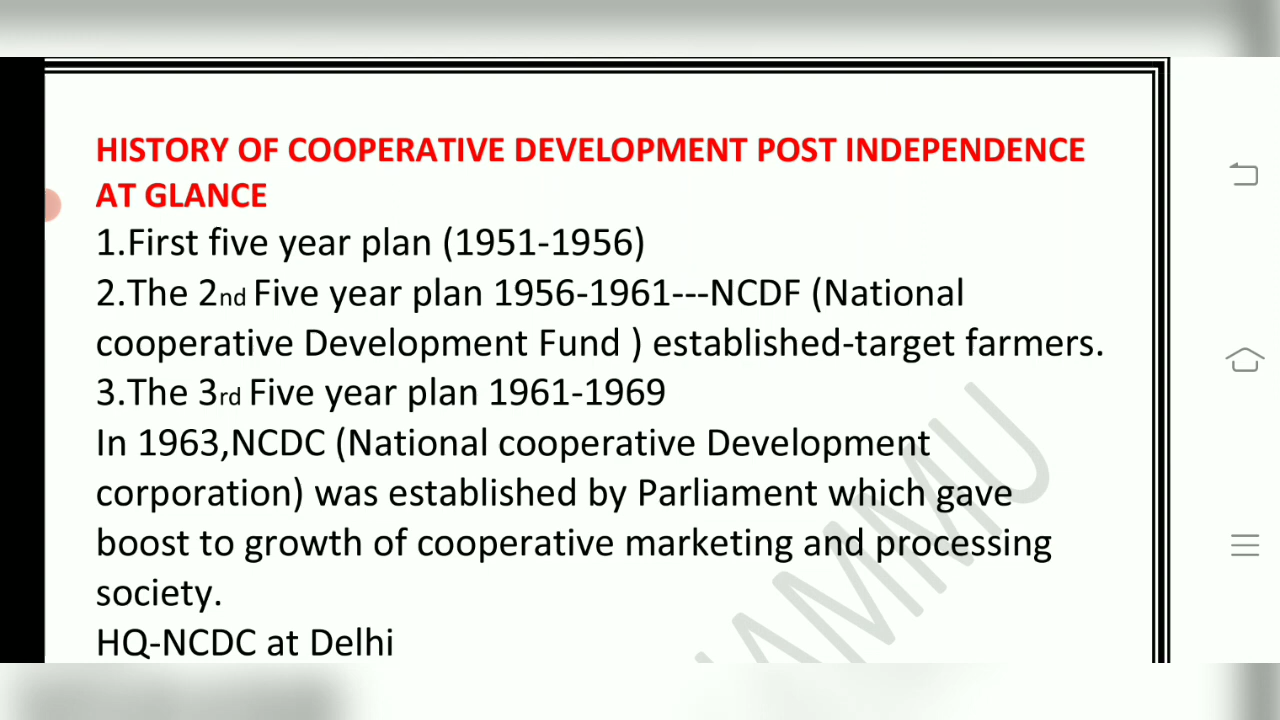 HISTORY OF COOPERATIVE DEVELOPMENT POST INDEPENDENCE
AT GLANCE
1.First five year plan (1951-1956)
2.The 2nd Five year plan 1956-1961---NCDF (National
cooperative Development Fund ) established-target farmers.
3.The 3rd Five year plan 1961-1969
In 1963,NCDC (National cooperative Development
corporation) was established by Parliament which gave
boost to growth of cooperative marketing and processing
society.
HQ-NCDC at Delhi